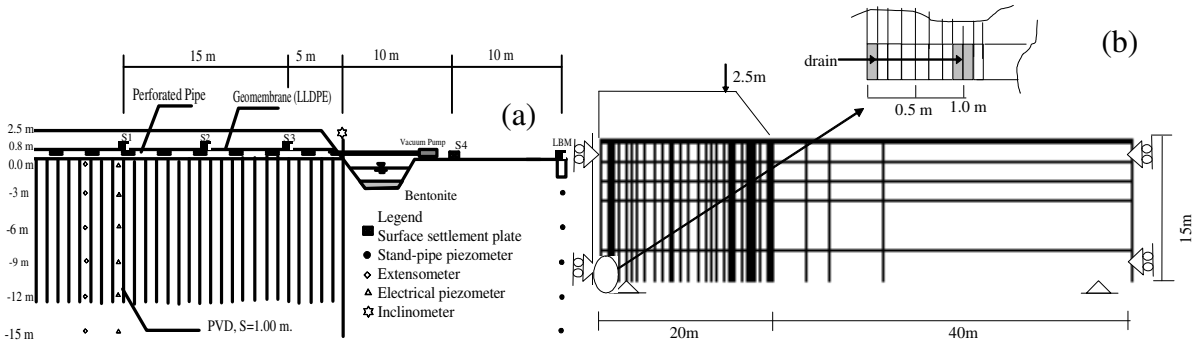 15 m
5 m
10 m
10 m
Perforated Pipe
Geomembrane (LLDPE)
(a)
2.5 m
0.8 m
0.0 m
-3 m
-6 m
-9 m
-12 m
-15 m
S1
S2
S3
Vacuum Pump
S4
LBM
Bentonite
Legend
Surface settlement plate
Stand-pipe piezometer
Extensometer
Electrical piezometer
Inclinometer
PVD, S=1.00 m.
(b)
drain
0.5 m
1.0 m
2.5m
15m
20m
40m